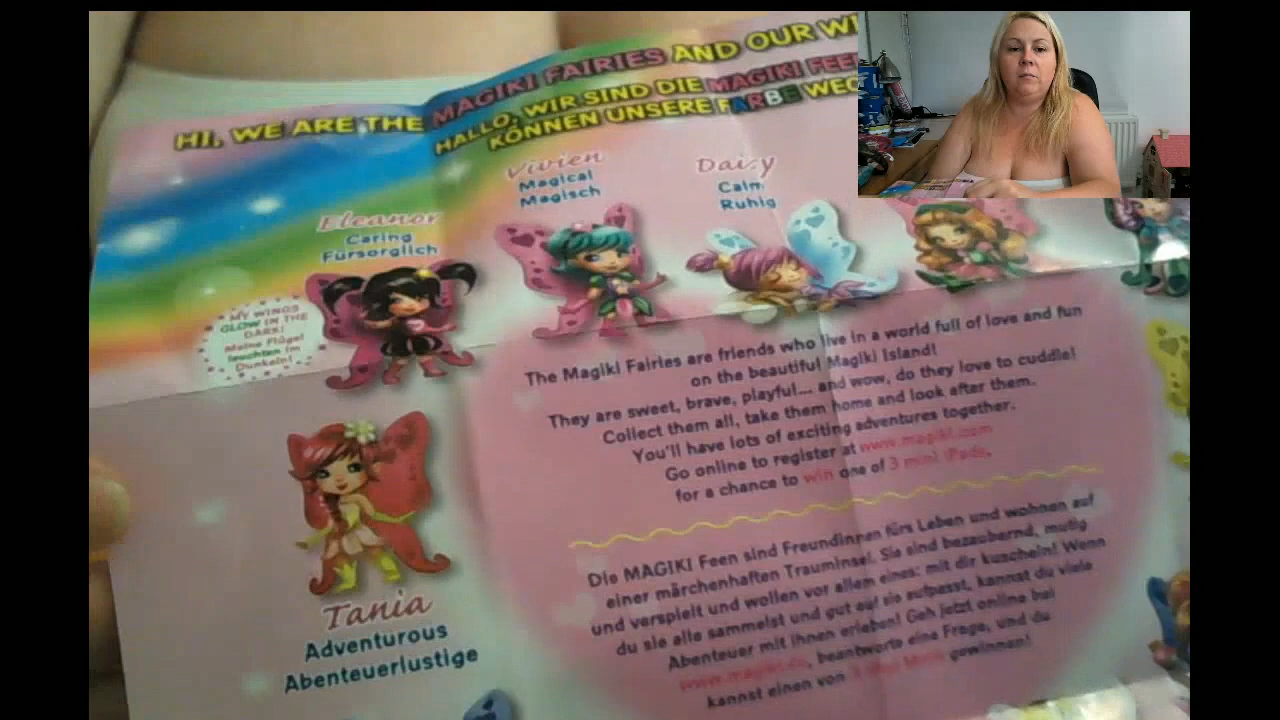 HI, WE ARE THE MAGIKI FAIRIES AND OUR
HALLO, WIR SIND DIE MAGIKI
KÖNNEN UNSERE FARBE
Eleanor
Caring
Fürsorglich
Vivien
Magical
Magisch
Daisy
Calm
Ruhig
MY WINGS
GLOW IN THE
DARK!
Meine Flügel
leuchten im
Dunkeln!
The Magiki Fairies are friends who live in a world full of love and fun
on the beautiful Magiki Island!
They are sweet, brave, playful... and wow, do they love to cuddle!
Collect them all, take them home and look after them.
You'll have lots of exciting adventures together.
Go online to register at www.magiki.com
for a chance to win one of 3 mini iPads.
Tania
Adventurous
Abenteuerlustige
Die MAGIKI Feen sind Freundinnen fürs Leben und wohnen auf
einer märchenhaften Trauminsel. Sie sind bezaubernd, mutig
und verspielt und wollen vor allem eines: mit dir kuscheln! Wenn
du sie alle sammelst und gut auf sie aufpasst, kannst du viele
Abenteuer mit ihnen erleben! Geh jetzt online bei
beantworte eine Frage, und du
kannst einen von gewinnen!